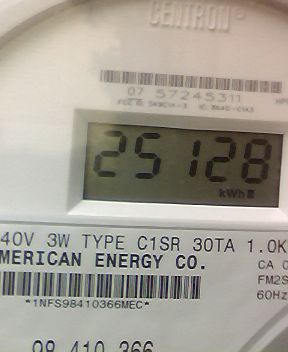 CENTRON®
07 57245311
25128
kWh
40V 3W TYPE C1SR 30TA 1.0K
MERICAN ENERGY CO.
CA 0
FM2S
60Hz
*1NFS98410366MEC*
98 410 366